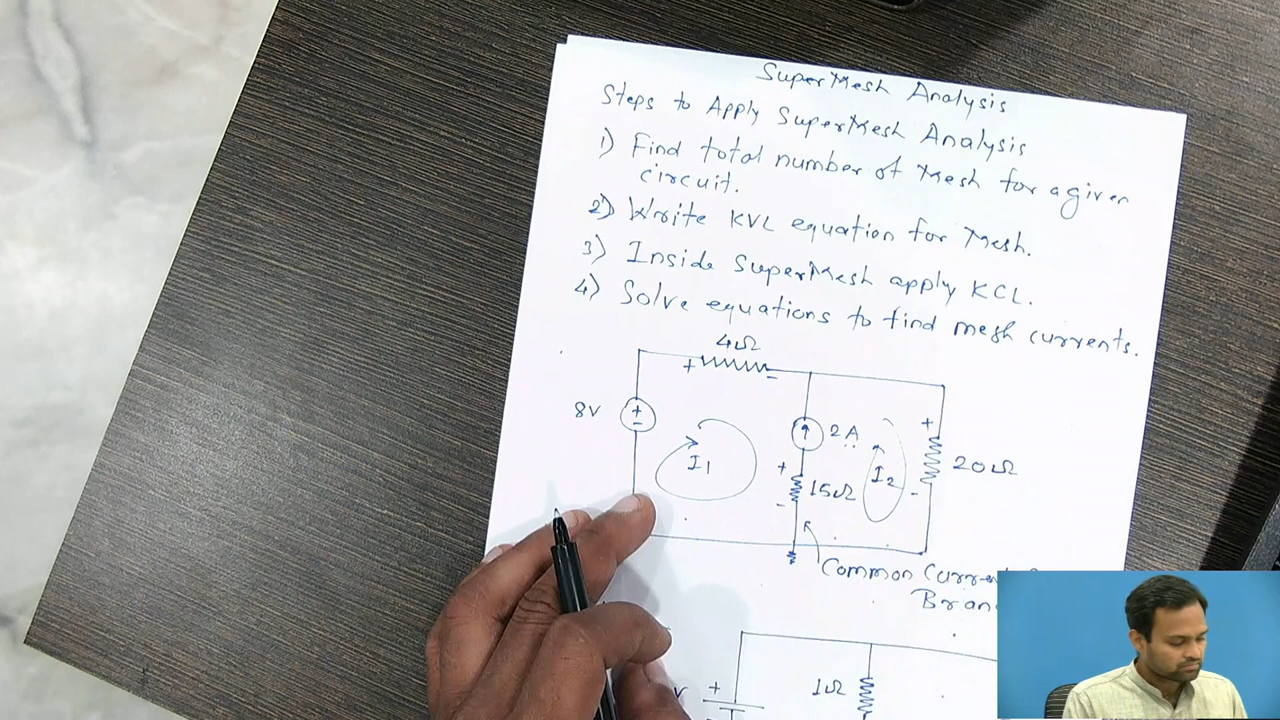 SuperMesh Analysis
Steps to Apply SuperMesh Analysis
1) Find total number of Mesh for a given
circuit.
2) Write KVL equation for Mesh.
3) Inside SuperMesh apply KCL.
4) Solve equations to find mesh currents.
4Ω
+ -
8V + -
I1
2A
+
15Ω
-
I2
+
20Ω
-
Common
1Ω
+
V